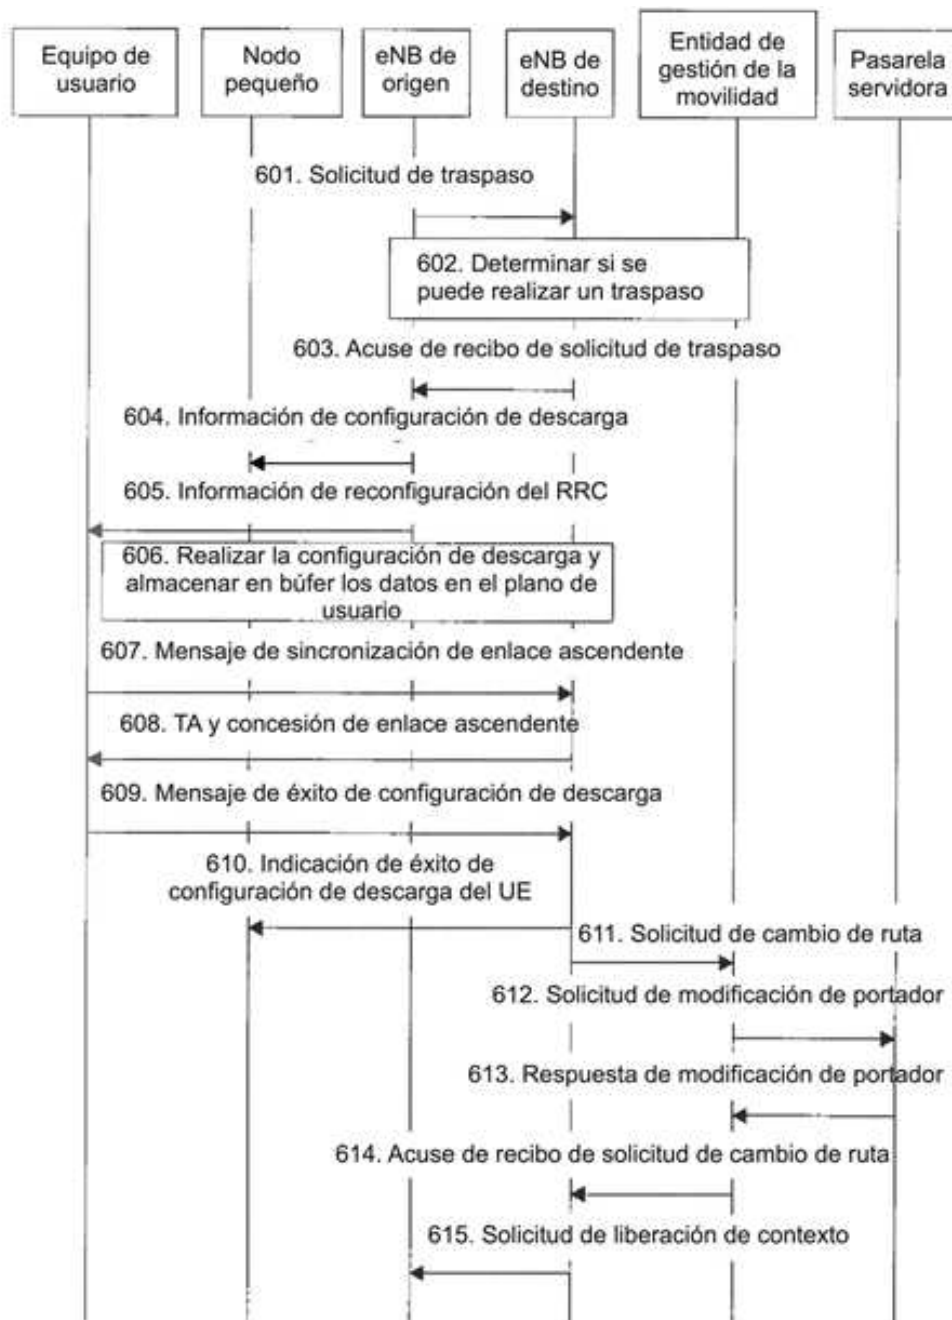 Equipo de
usuario
Nodo
pequeño
eNB de
origen
eNB de
destino
Entidad de
gestión de la
movilidad
Pasarela
servidora
601. Solicitud de traspaso
602. Determinar si se
puede realizar un traspaso
603. Acuse de recibo de solicitud de traspaso
604. Información de configuración de descarga
605. Información de reconfiguración del RRC
606. Realizar la configuración de descarga y
almacenar en búfer los datos en el plano de
usuario
607. Mensaje de sincronización de enlace ascendente
608. TA y concesión de enlace ascendente
609. Mensaje de éxito de configuración de descarga
610. Indicación de éxito de
configuración de descarga del UE
611. Solicitud de cambio de ruta
612. Solicitud de modificación de portador
613. Respuesta de modificación de portador
614. Acuse de recibo de solicitud de cambio de ruta
615. Solicitud de liberación de contexto